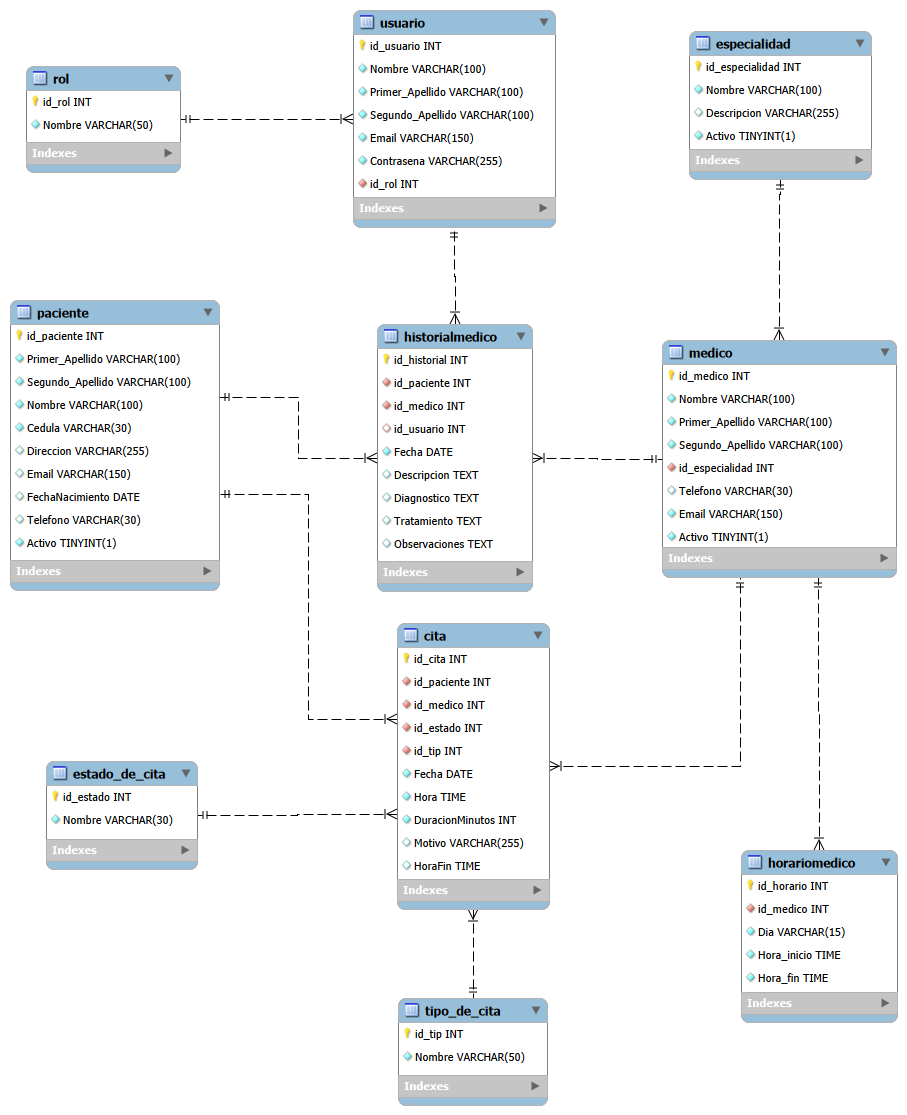 rol
id_rol INT
Nombre VARCHAR(50)
Indexes
usuario
id_usuario INT
Nombre VARCHAR(100)
Primer_Apellido VARCHAR(100)
Segundo_Apellido VARCHAR(100)
Email VARCHAR(150)
Contrasena VARCHAR(255)
id_rol INT
Indexes
especialidad
id_especialidad INT
Nombre VARCHAR(100)
Descripcion VARCHAR(255)
Activo TINYINT(1)
Indexes
paciente
id_paciente INT
Primer_Apellido VARCHAR(100)
Segundo_Apellido VARCHAR(100)
Nombre VARCHAR(100)
Cedula VARCHAR(30)
Direccion VARCHAR(255)
Email VARCHAR(150)
FechaNacimiento DATE
Telefono VARCHAR(30)
Activo TINYINT(1)
Indexes
historialmedico
id_historial INT
id_paciente INT
id_medico INT
id_usuario INT
Fecha DATE
Descripcion TEXT
Diagnostico TEXT
Tratamiento TEXT
Observaciones TEXT
Indexes
medico
id_medico INT
Nombre VARCHAR(100)
Primer_Apellido VARCHAR(100)
Segundo_Apellido VARCHAR(100)
id_especialidad INT
Telefono VARCHAR(30)
Email VARCHAR(150)
Activo TINYINT(1)
Indexes
cita
id_cita INT
id_paciente INT
id_medico INT
id_estado INT
id_tip INT
Fecha DATE
Hora TIME
DuracionMinutos INT
Motivo VARCHAR(255)
HoraFin TIME
Indexes
estado_de_cita
id_estado INT
Nombre VARCHAR(30)
Indexes
horariomedico
id_horario INT
id_medico INT
Dia VARCHAR(15)
Hora_inicio TIME
Hora_fin TIME
Indexes
tipo_de_cita
id_tip INT
Nombre VARCHAR(50)
Indexes